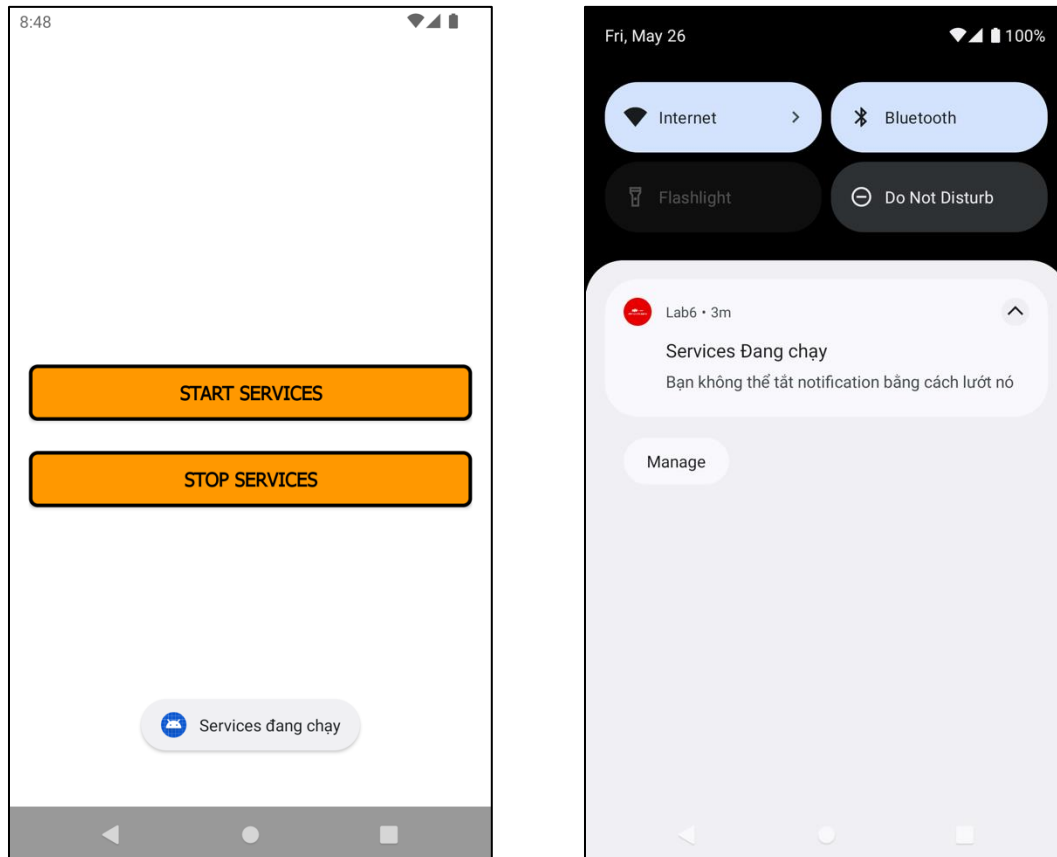 8:48
START SERVICES
STOP SERVICES
Services đang chạy
Fri, May 26
100%
Internet
Bluetooth
Flashlight
Do Not Disturb
Lab6 • 3m
Services Đang chạy
Bạn không thể tắt notification bằng cách lướt nó
Manage